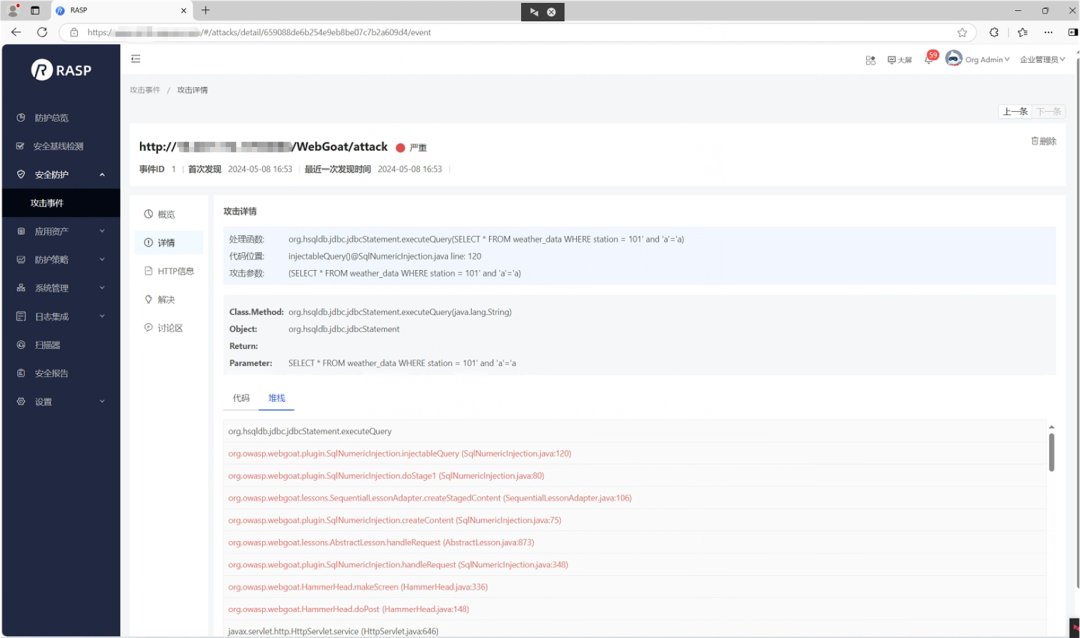 RASP
https:// /#/attacks/detail/659088de6b254e9eb8be07c7b2a609d4/event
RASP
大屏
59
Org Admin
企业管理员
攻击事件 / 攻击详情
防护总览
安全基线检测
安全防护
攻击事件
应用资产
防护策略
系统管理
日志集成
扫描器
安全报告
设置
上一条
下一条
http:// /WebGoat/attack
严重
删除
事件ID 1 首次发现 2024-05-08 16:53 最近一次发现时间 2024-05-08 16:53
概览
详情
HTTP信息
解决
讨论区
攻击详情
处理函数: org.hsqldb.jdbc.jdbcStatement.executeQuery(SELECT * FROM weather_data WHERE station = 101' and 'a'='a)
代码位置: injectableQuery()@SqlNumericInjection.java line: 120
攻击参数: (SELECT * FROM weather_data WHERE station = 101' and 'a'='a)
Class.Method: org.hsqldb.jdbc.jdbcStatement.executeQuery(java.lang.String)
Object: org.hsqldb.jdbc.jdbcStatement
Return:
Parameter: SELECT * FROM weather_data WHERE station = 101' and 'a'='a
代码 堆栈
org.hsqldb.jdbc.jdbcStatement.executeQuery
org.owasp.webgoat.plugin.SqlNumericInjection.injectableQuery (SqlNumericInjection.java:120)
org.owasp.webgoat.plugin.SqlNumericInjection.doStage1 (SqlNumericInjection.java:80)
org.owasp.webgoat.lessons.SequentialLessonAdapter.createStagedContent (SequentialLessonAdapter.java:106)
org.owasp.webgoat.plugin.SqlNumericInjection.createContent (SqlNumericInjection.java:75)
org.owasp.webgoat.lessons.AbstractLesson.handleRequest (AbstractLesson.java:873)
org.owasp.webgoat.plugin.SqlNumericInjection.handleRequest (SqlNumericInjection.java:348)
org.owasp.webgoat.HammerHead.makeScreen (HammerHead.java:336)
org.owasp.webgoat.HammerHead.doPost (HammerHead.java:148)
javax.servlet.http.HttpServlet.service (HttpServlet.java:646)